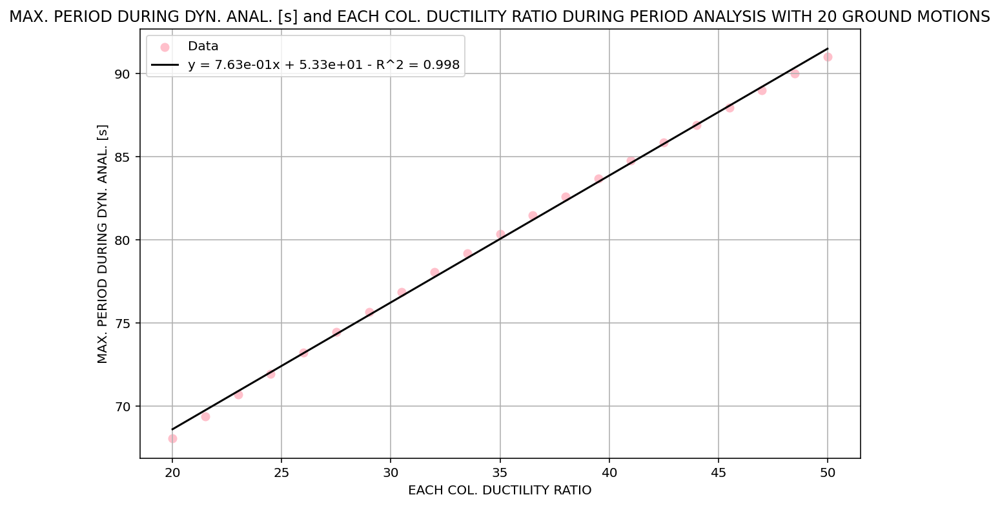 MAX. PERIOD DURING DYN. ANAL. [s] and EACH COL. DUCTILITY RATIO DURING PERIOD ANALYSIS WITH 20 GROUND MOTIONS
Data
y = 7.63e-01x + 5.33e+01 - R^2 = 0.998
MAX. PERIOD DURING DYN. ANAL. [s]
90
85
80
75
70
20 25 30 35 40 45 50
EACH COL. DUCTILITY RATIO